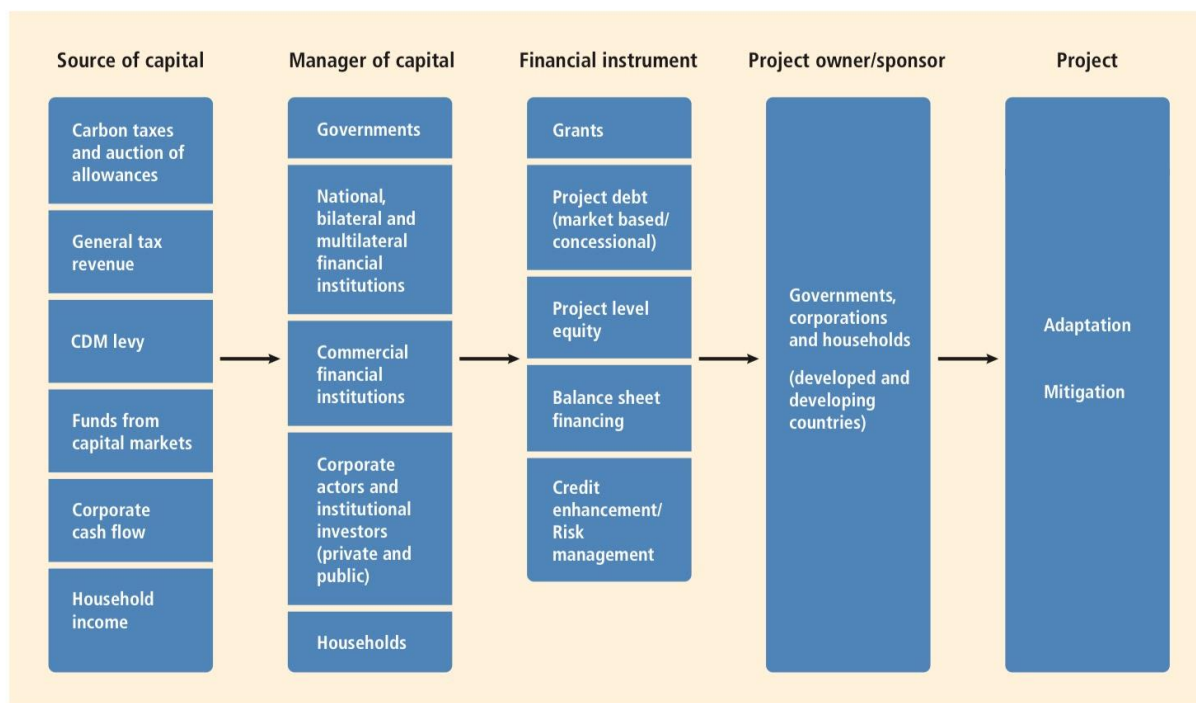 Source of capital
Carbon taxes
and auction of
allowances
General tax
revenue
CDM levy
Funds from
capital markets
Corporate
cash flow
Household
income
Manager of capital
Governments
National,
bilateral and
multilateral
financial
institutions
Commercial
financial
institutions
Corporate
actors and
institutional
investors
(private and
public)
Households
Financial instrument
Grants
Project debt
(market based/
concessional)
Project level
equity
Balance sheet
financing
Credit
enhancement/
Risk
management
Project owner/sponsor
Governments,
corporations
and households
(developed and
developing
countries)
Project
Adaptation
Mitigation